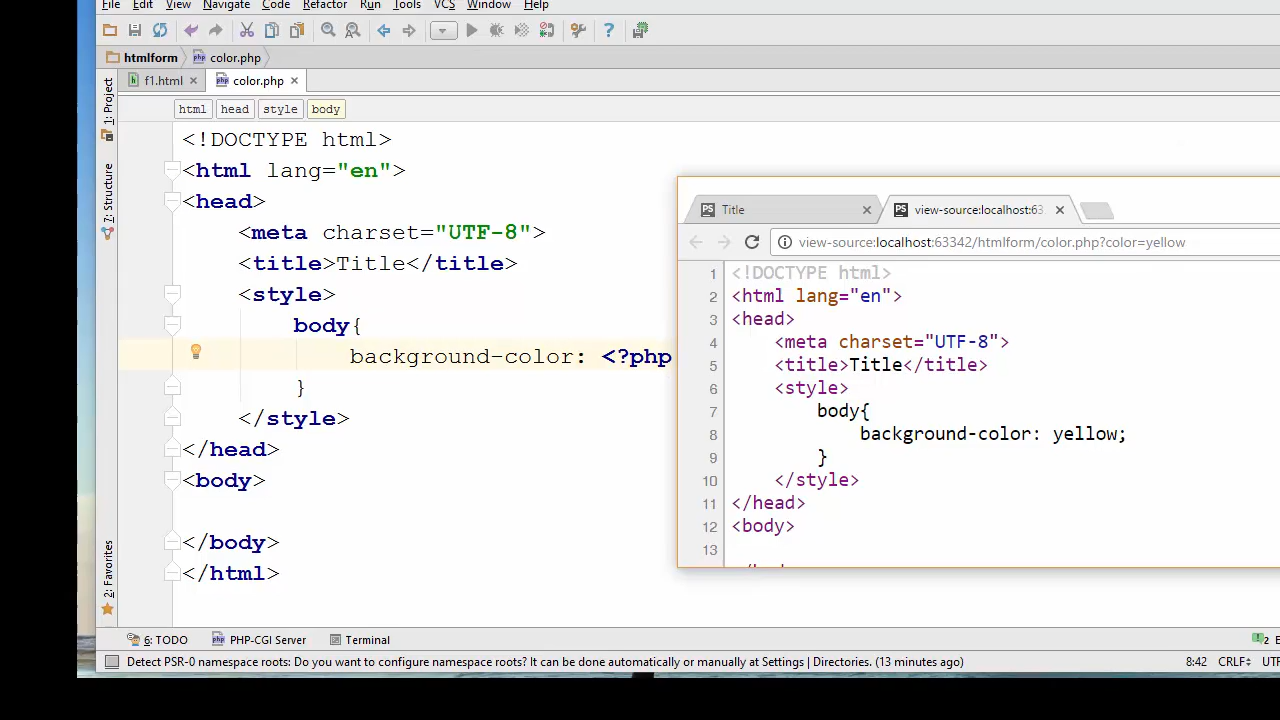 File Edit View Navigate Code Refactor Run Tools VCS Window Help
htmlform color.php
f1.html color.php
html head style body
1: Project
7: Structure
2: Favorites
<!DOCTYPE html>
<html lang="en">
<head>
<meta charset="UTF-8">
<title>Title</title>
<style>
body{
background-color: <?php
}
</style>
</head>
<body>
</body>
</html>
Title view-source:localhost:63
view-source:localhost:63342/htmlform/color.php?color=yellow
1 <!DOCTYPE html>
2 <html lang="en">
3 <head>
4 <meta charset="UTF-8">
5 <title>Title</title>
6 <style>
7 body{
8 background-color: yellow;
9 }
10 </style>
11 </head>
12 <body>
13
6: TODO PHP-CGI Server Terminal 2 E
Detect PSR-0 namespace roots: Do you want to configure namespace roots? It can be done automatically or manually at Setting | Directories. (13 minutes ago) 8:42 CRLF UTF